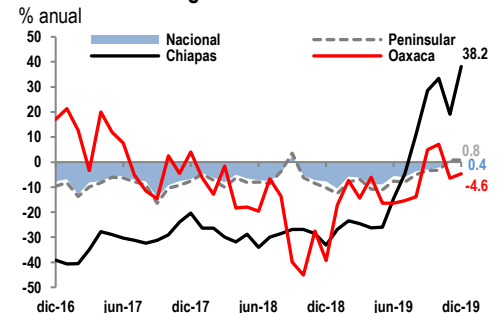 % anual
50
40
30
20
10
0
-10
-20
-30
-40
-50
Nacional
Peninsular
Chiapas
Oaxaca
38.2
0.8
0.4
-4.6
dic-16
jun-17
dic-17
jun-18
dic-18
jun-19
dic-19